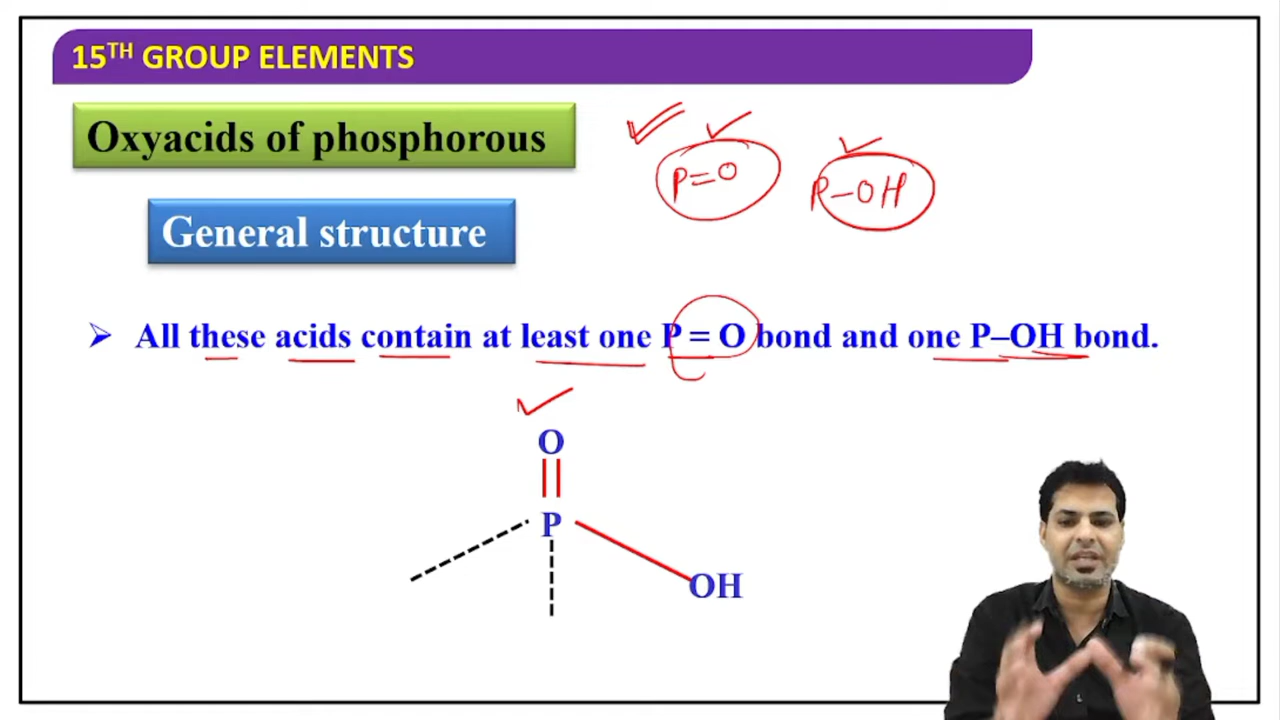 15TH GROUP ELEMENTS
Oxyacids of phosphorous
P=O P-OH
General structure
➢ All these acids contain at least one P = O bond and one P–OH bond.
O
P
OH